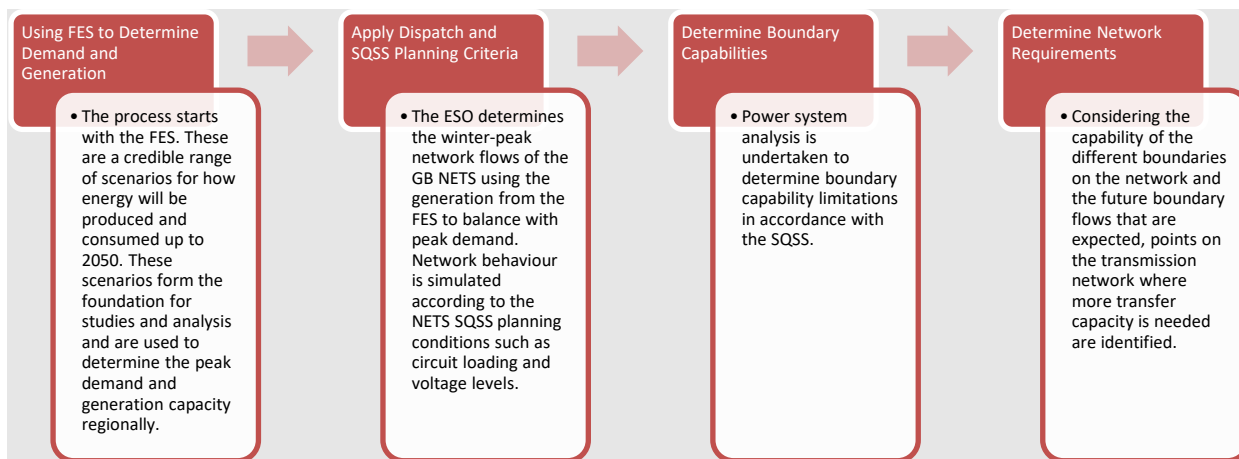 Using FES to Determine
Demand and
Generation
• The process starts
with the FES. These
are a credible range
of scenarios for how
energy will be
produced and
consumed up to
2050. These
scenarios form the
foundation for
studies and analysis
and are used to
determine the peak
demand and
generation capacity
regionally.
Apply Dispatch and
SQSS Planning Criteria
• The ESO determines
the winter-peak
network flows of the
GB NETS using the
generation from the
FES to balance with
peak demand.
Network behaviour
is simulated
according to the
NETS SQSS planning
conditions such as
circuit loading and
voltage levels.
Determine Boundary
Capabilities
• Power system
analysis is
undertaken to
determine boundary
capability limitations
in accordance with
the SQSS.
Determine Network
Requirements
• Considering the
capability of the
different boundaries
on the network and
the future boundary
flows that are
expected, points on
the transmission
network where
more transfer
capacity is needed
are identified.